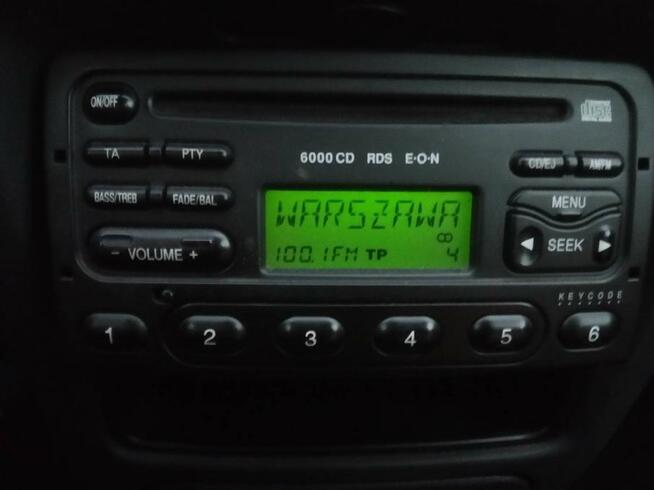 ON/OFF
TA PTY
6000 CD RDS E·O·N
disc
CD/EJ AM/FM
BASS/TREB FADE/BAL
WARSZAWA
100.1FM TP 4
MENU
- VOLUME +
◀ SEEK ▶
KEYCODE
1 2 3 4 5 6